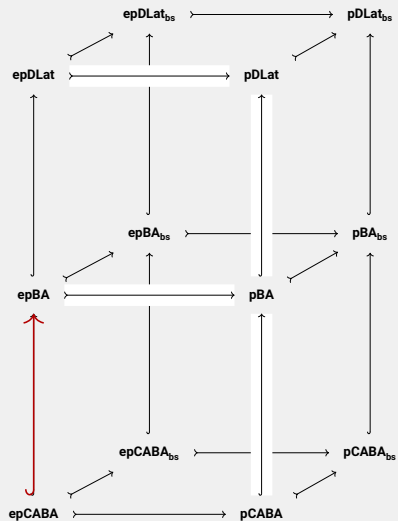 epDLat_bs pDLat_bs
epDLat pDLat
epBA_bs pBA_bs
epBA pBA
epCABA_bs pCABA_bs
epCABA pCABA